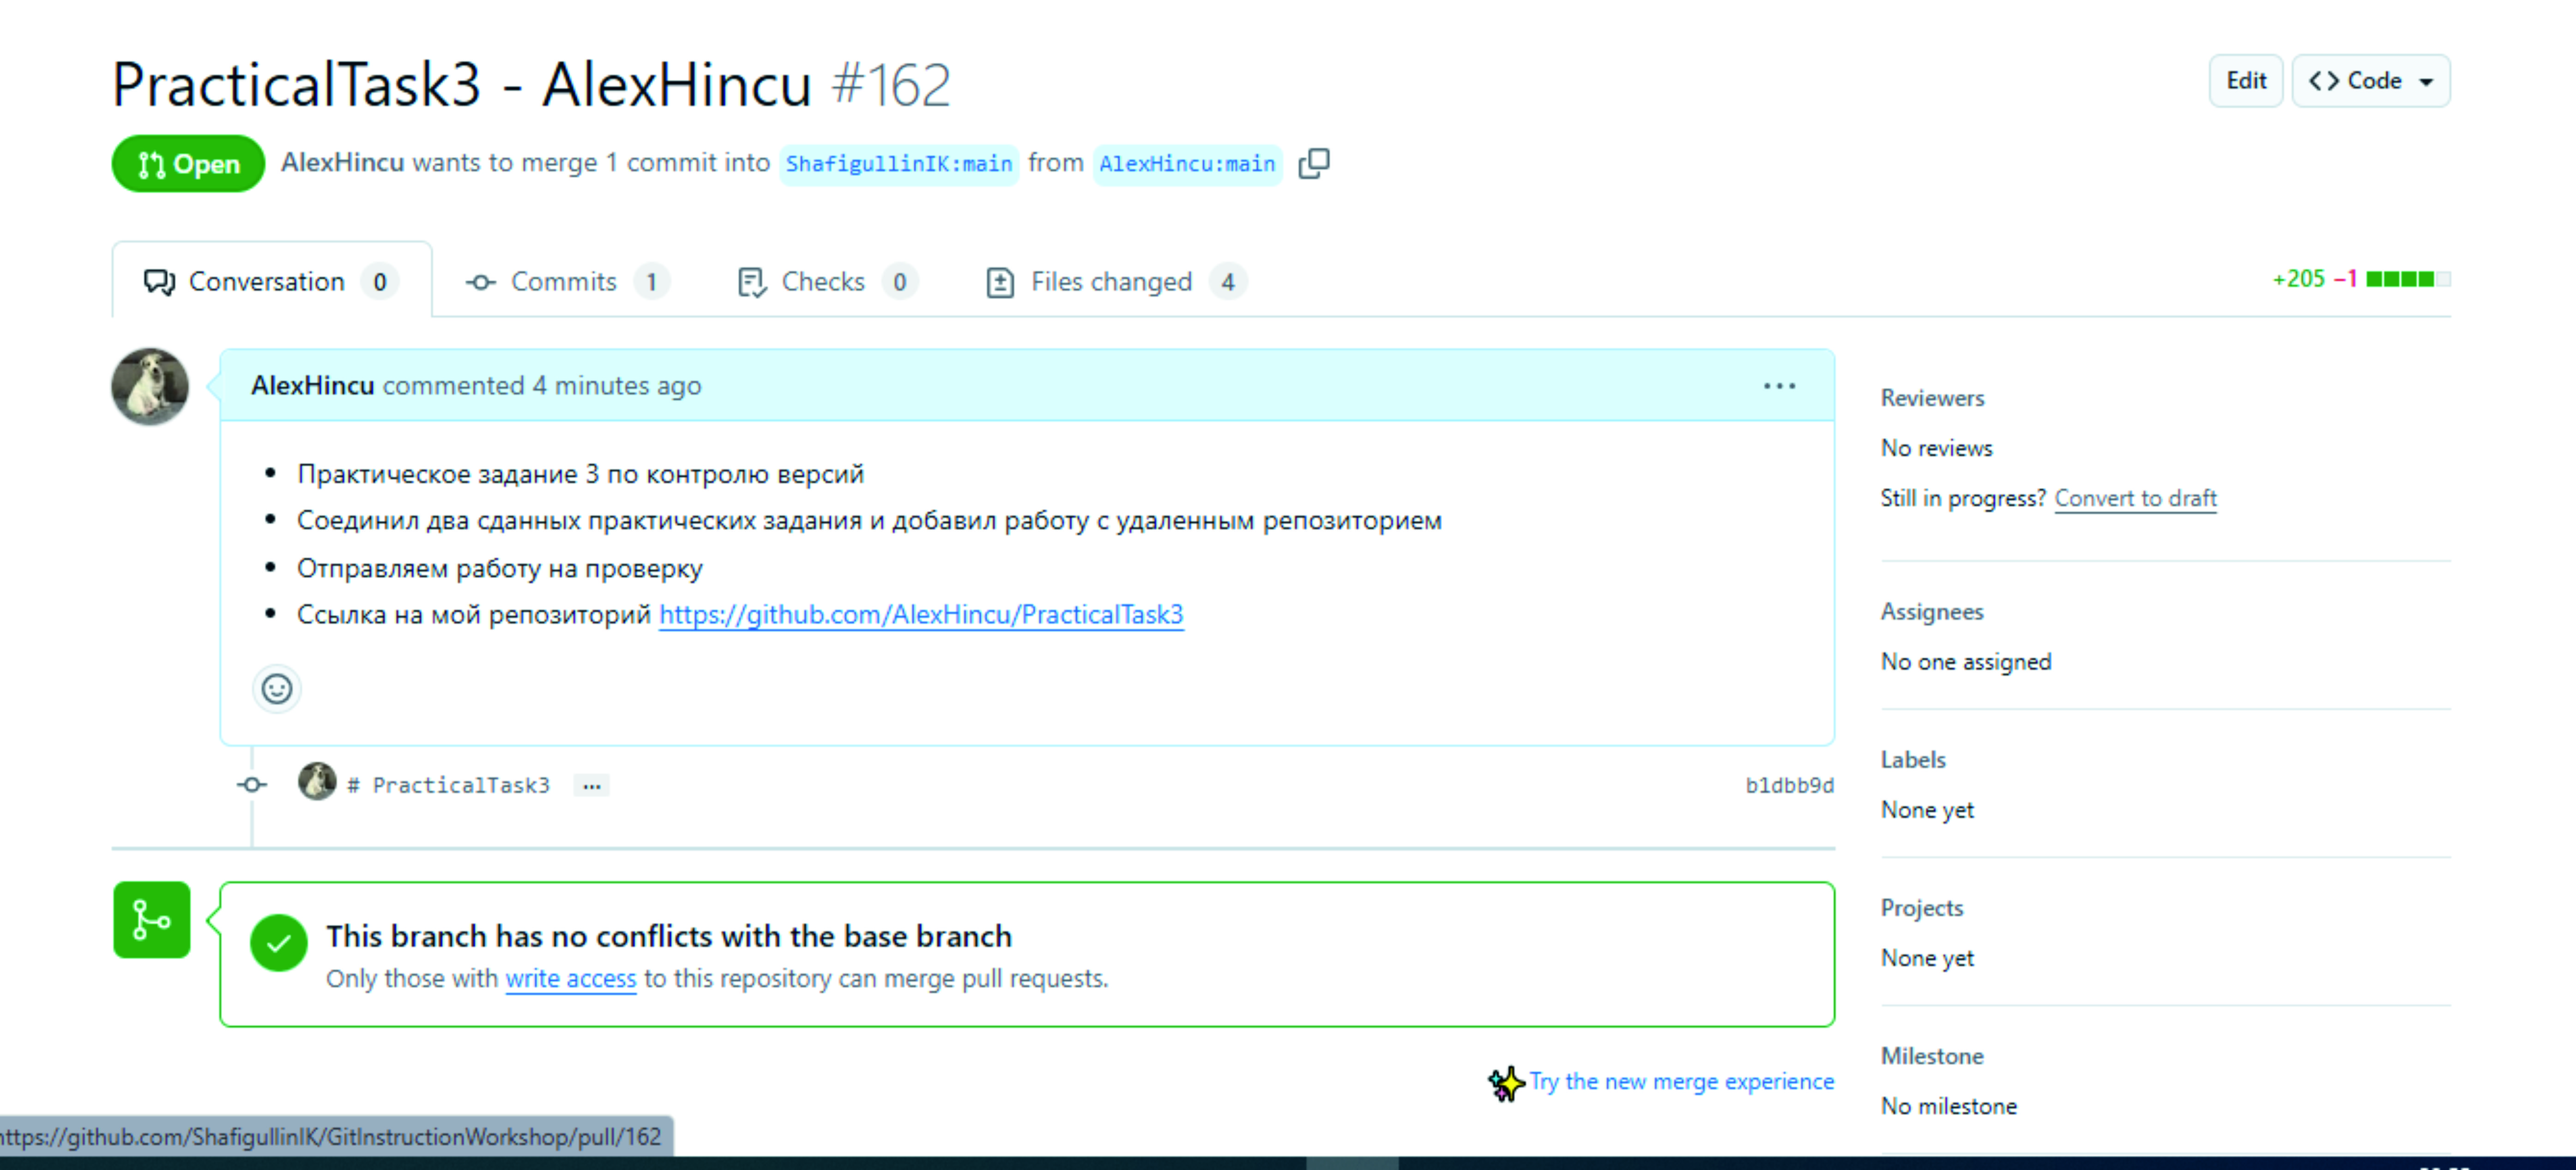 PracticalTask3 - AlexHincu #162
Edit
<> Code
Open
AlexHincu wants to merge 1 commit into ShafigullinIK:main from AlexHincu:main
Conversation 0
Commits 1
Checks 0
Files changed 4
+205 −1
AlexHincu commented 4 minutes ago
Практическое задание 3 по контролю версий
Соединил два сданных практических задания и добавил работу с удаленным репозиторием
Отправляем работу на проверку
Ссылка на мой репозиторий https://github.com/AlexHincu/PracticalTask3
# PracticalTask3 ...
b1dbb9d
This branch has no conflicts with the base branch
Only those with write access to this repository can merge pull requests.
Try the new merge experience
Reviewers
No reviews
Still in progress? Convert to draft
Assignees
No one assigned
Labels
None yet
Projects
None yet
Milestone
No milestone
https://github.com/ShafigullinIK/GitInstructionWorkshop/pull/162